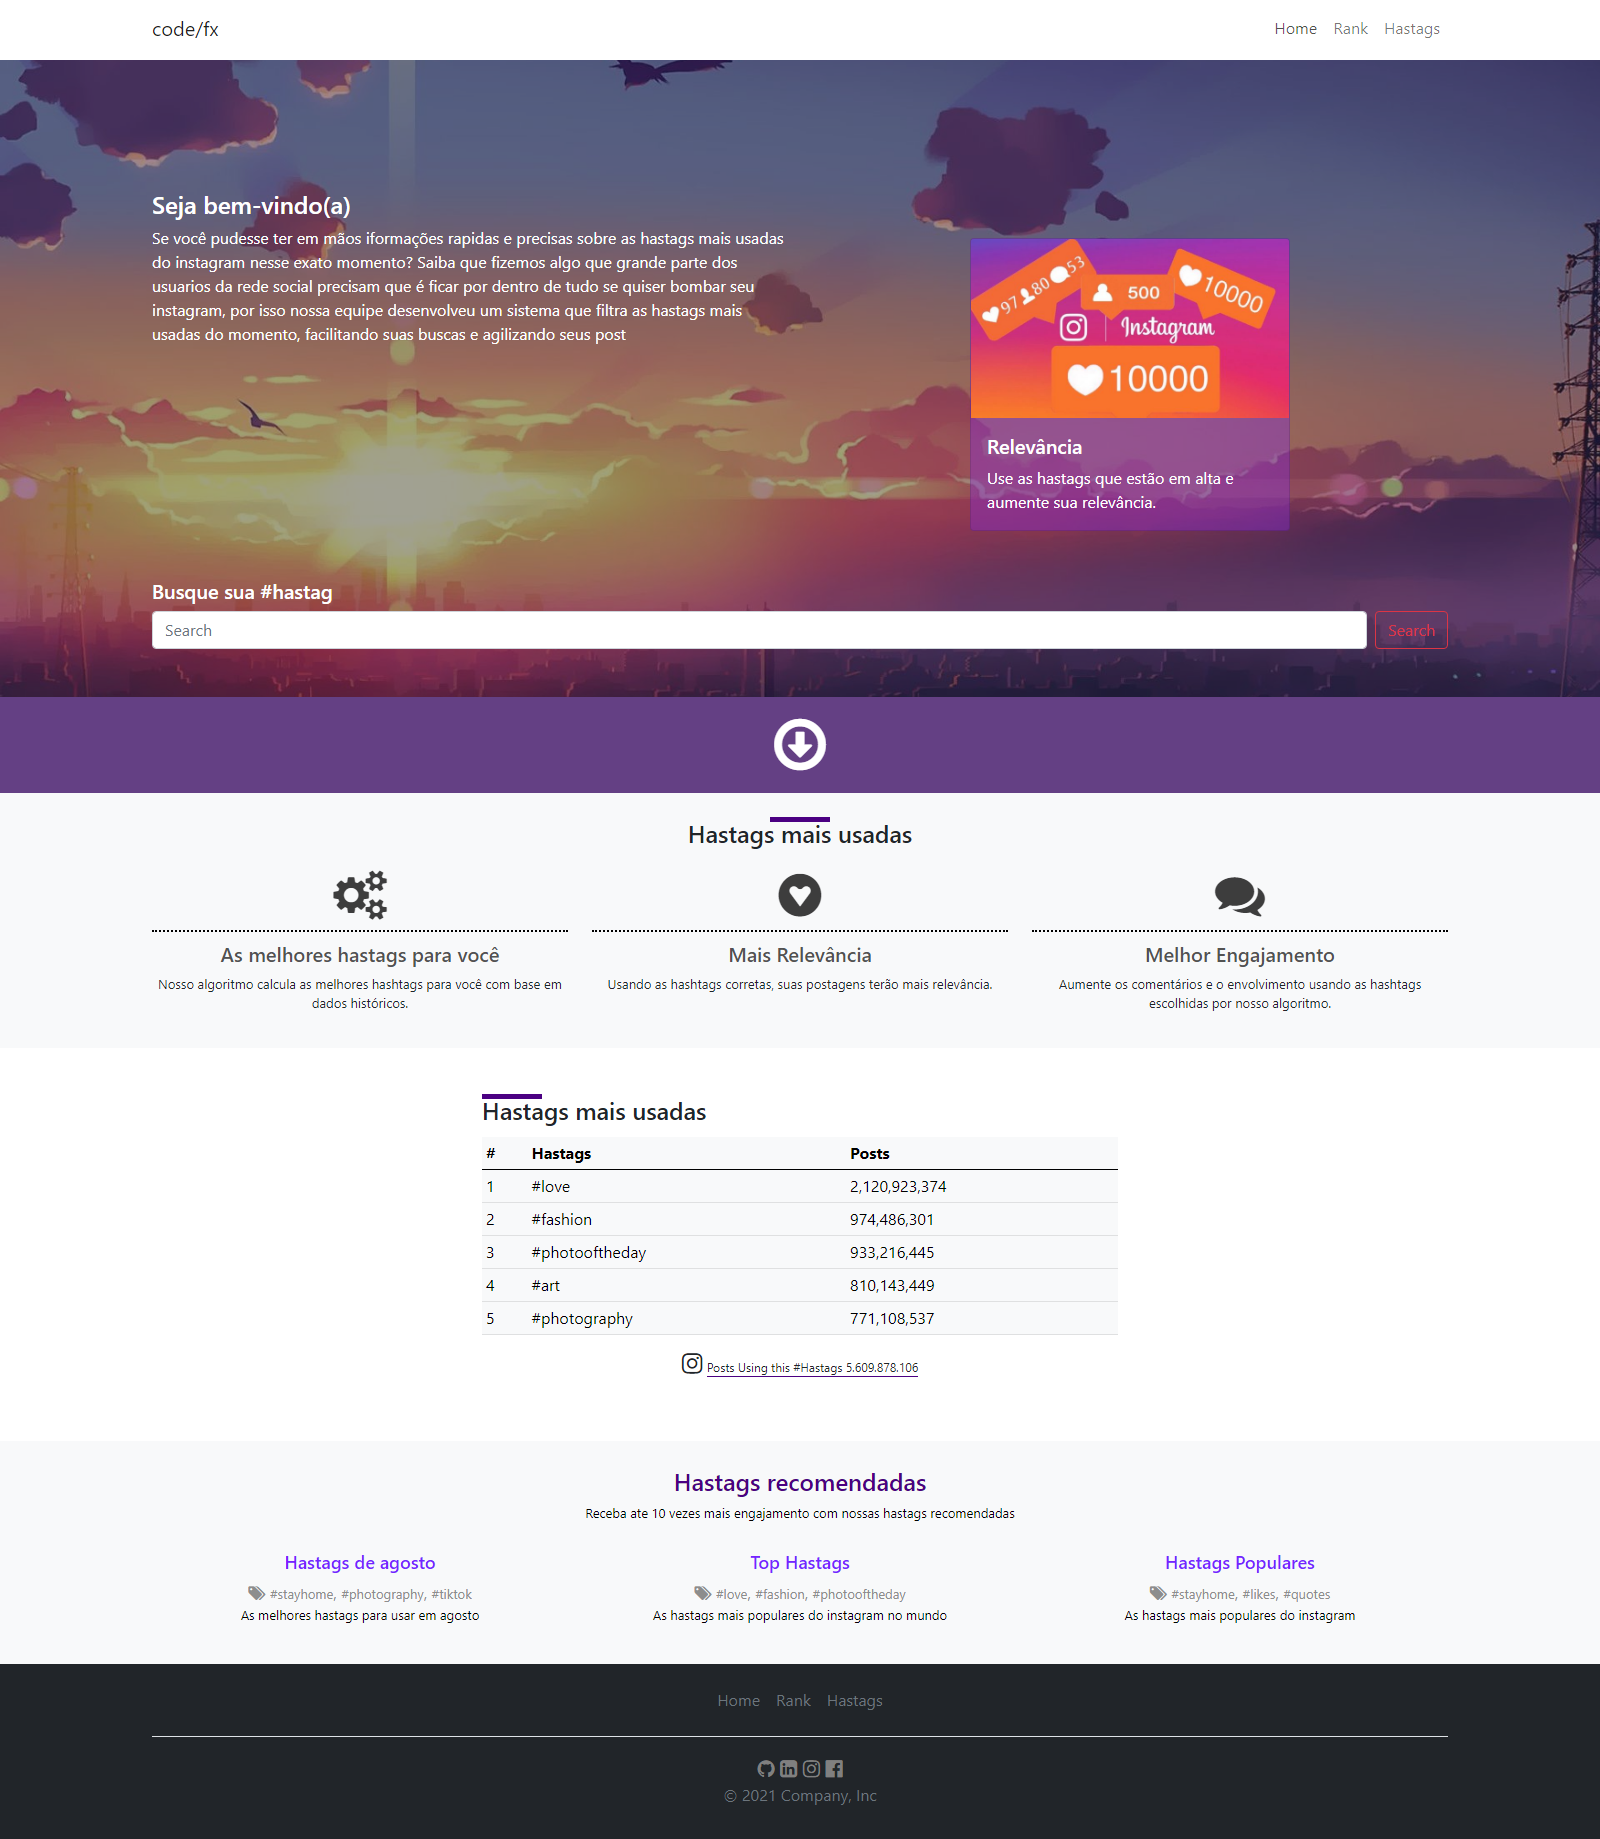 code/fx
Home Rank Hastags
Seja bem-vindo(a)
Se você pudesse ter em mãos iformações rapidas e precisas sobre as hastags mais usadas
do instagram nesse exato momento? Saiba que fizemos algo que grande parte dos
usuarios da rede social precisam que é ficar por dentro de tudo se quiser bombar seu
instagram, por isso nossa equipe desenvolveu um sistema que filtra as hastags mais
usadas do momento, facilitando suas buscas e agilizando seus post
97 80 53
500
10000
Instagram
10000
Relevância
Use as hastags que estão em alta e
aumente sua relevância.
Busque sua #hastag
Search
Search
Hastags mais usadas
As melhores hastags para você
Nosso algoritmo calcula as melhores hashtags para você com base em
dados históricos.
Mais Relevância
Usando as hashtags corretas, suas postagens terão mais relevância.
Melhor Engajamento
Aumente os comentários e o envolvimento usando as hashtags
escolhidas por nosso algoritmo.
Hastags mais usadas
# Hastags Posts
1 #love 2,120,923,374
2 #fashion 974,486,301
3 #photooftheday 933,216,445
4 #art 810,143,449
5 #photography 771,108,537
Posts Using this #Hastags 5.609.878.106
Hastags recomendadas
Receba ate 10 vezes mais engajamento com nossas hastags recomendadas
Hastags de agosto
#stayhome, #photography, #tiktok
As melhores hastags para usar em agosto
Top Hastags
#love, #fashion, #photooftheday
As hastags mais populares do instagram no mundo
Hastags Populares
#stayhome, #likes, #quotes
As hastags mais populares do instagram
Home Rank Hastags
© 2021 Company, Inc